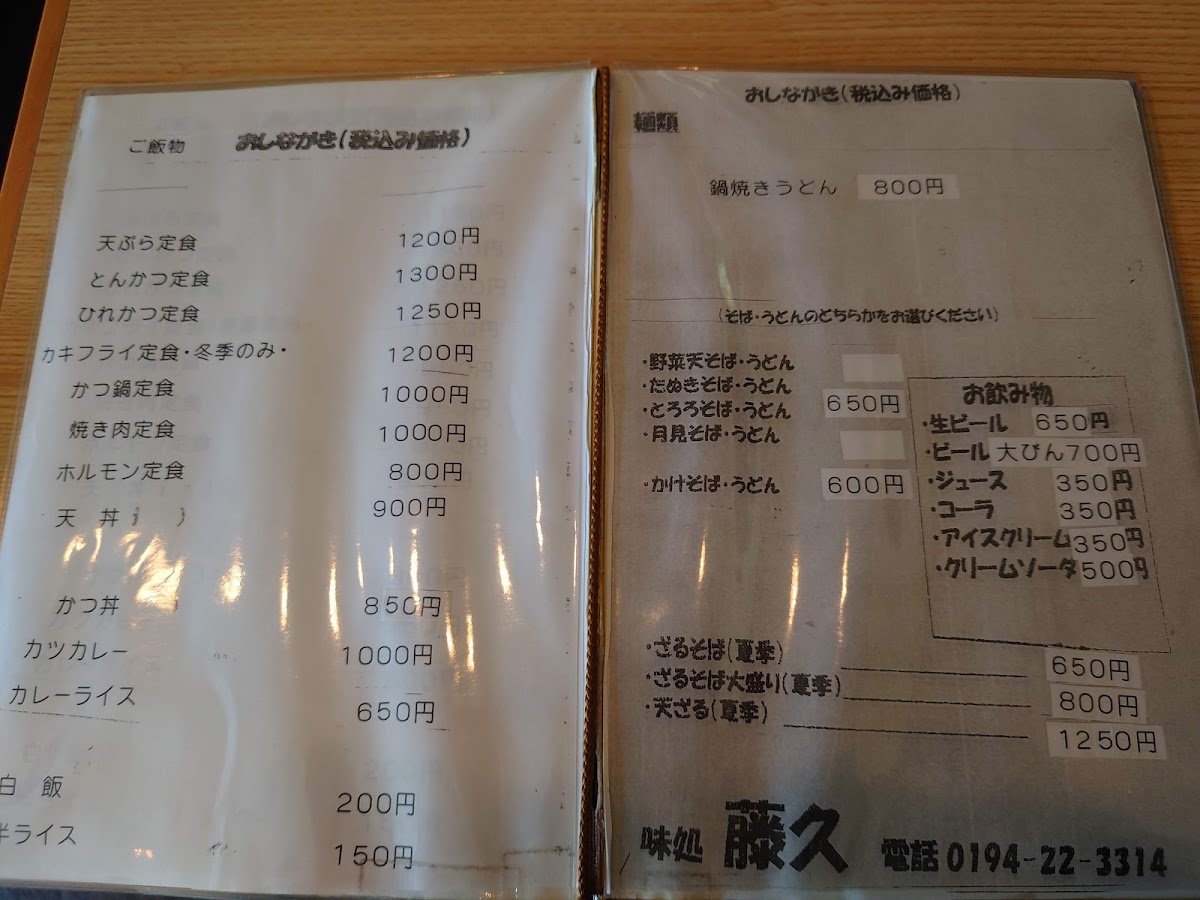 ご飯物 おしながき(税込み価格)
天ぷら定食 1200円
とんかつ定食 1300円
ひれかつ定食 1250円
カキフライ定食・冬季のみ・ 1200円
かつ鍋定食 1000円
焼き肉定食 1000円
ホルモン定食 800円
天 丼 900円
かつ丼 850円
カツカレー 1000円
カレーライス 650円
白 飯 200円
半ライス 150円
おしながき(税込み価格)
麺類
鍋焼きうどん 800円
(そば・うどんのどちらかをお選びください)
・野菜天そば・うどん
・たぬきそば・うどん
・とろろそば・うどん 650円
・月見そば・うどん
・かけそば・うどん 600円
お飲み物
・生ビール 650円
・ビール 大びん700円
・ジュース 350円
・コーラ 350円
・アイスクリーム 350円
・クリームソーダ 500円
・ざるそば(夏季) 650円
・ざるそば大盛り(夏季) 800円
・天ざる(夏季) 1250円
味処 藤久 電話 0194-22-3314